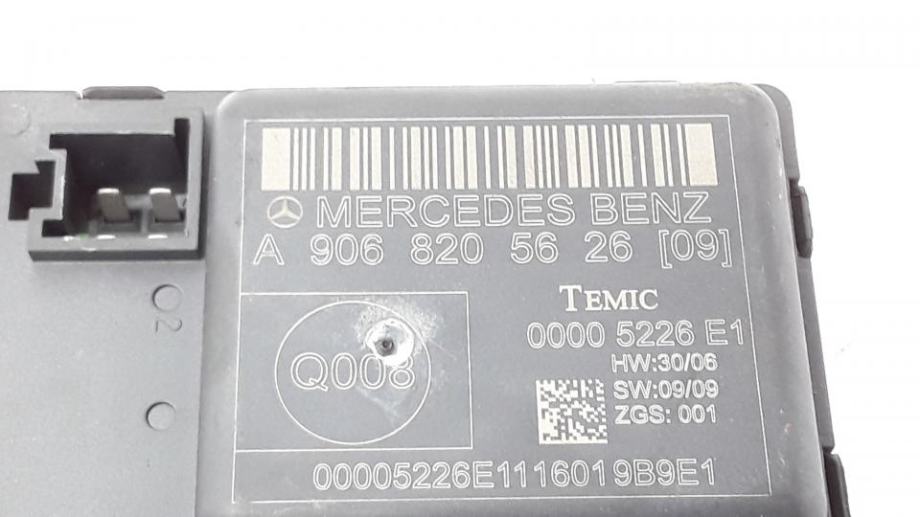 MERCEDES BENZ
A 906 820 56 26 [09]
TEMIC
0000 5226 E1
HW:30/06
SW:09/09
ZGS: 001
Q008
00005226E1116019B9E1
2